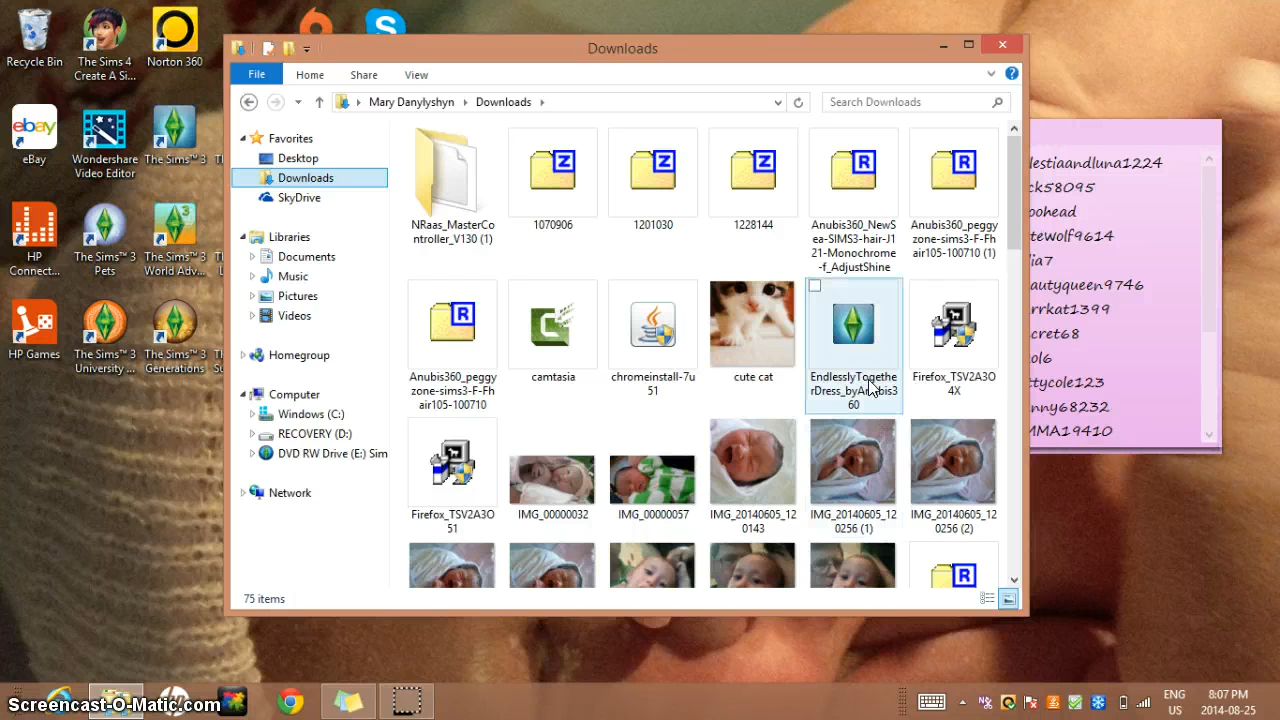 Recycle Bin
The Sims 4
Create A Si...
Norton 360
eBay
Wondershare
Video Editor
The Sims™ 3
HP
Connect...
The Sims™ 3
Pets
The Sims™ 3
World Adv...
HP Games
The Sims™ 3
University ...
The Sims™ 3
Generations
Downloads
File
Home
Share
View
Mary Danylyshyn
Downloads
Search Downloads
Favorites
Desktop
Downloads
SkyDrive
Libraries
Documents
Music
Pictures
Videos
Homegroup
Computer
Windows (C:)
RECOVERY (D:)
DVD RW Drive (E:) Sim
Network
NRaas_MasterCo
ntroller_V130 (1)
1070906
1201030
1228144
Anubis360_NewS
ea-SIMS3-hair-J1
21-Monochrome
-f_AdjustShine
Anubis360_peggy
zone-sims3-F-Fh
air105-100710 (1)
Anubis360_peggy
zone-sims3-F-Fh
air105-100710
camtasia
chromeinstall-7u
51
cute cat
EndlesslyTogethe
rDress_byAnubis3
60
Firefox_TSV2A3O
4X
Firefox_TSV2A3O
51
IMG_00000032
IMG_00000057
IMG_20140605_12
0143
IMG_20140605_12
0256 (1)
IMG_20140605_12
0256 (2)
75 items
lestiaandluna1224
ck58095
oohead
tewolf9614
lia7
autyqueen9746
rrkat1399
cret68
ol6
ttycole123
nny68232
MMA19410
Screencast-O-Matic.com
ENG
US
8:07 PM
2014-08-25